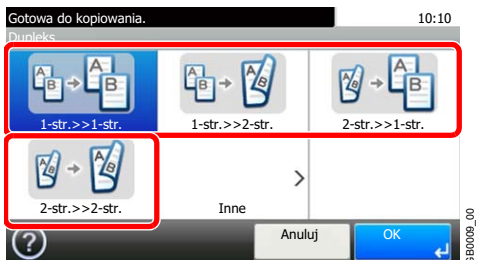 Gotowa do kopiowania. 10:10
Dupleks
A B A B
A B A B
A B A B
1-str.>>1-str. 1-str.>>2-str. 2-str.>>1-str.
A B A B
2-str.>>2-str. Inne
? Anuluj OK
GB0009_00